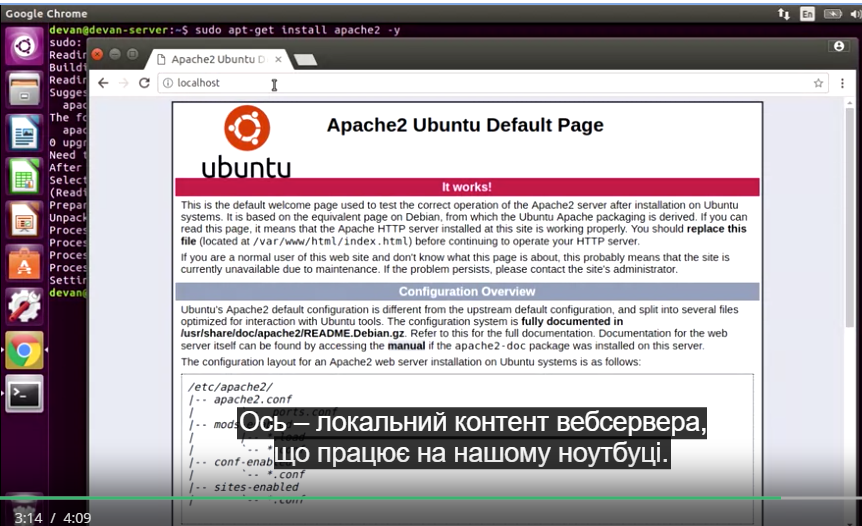 Google Chrome
En
devan@devan-server:~$ sudo apt-get install apache2 -y
sudo:
Readin
Buildi
Readin
Sugges
apac
The fo
apac
0 upgr
Need t
After
Select
(Readi
Prepar
Unpack
Proces
Proces
Proces
Proces
Settin
devan@
Apache2 Ubuntu D
localhost
ubuntu
Apache2 Ubuntu Default Page
It works!
This is the default welcome page used to test the correct operation of the Apache2 server after installation on Ubuntu
systems. It is based on the equivalent page on Debian, from which the Ubuntu Apache packaging is derived. If you can
read this page, it means that the Apache HTTP server installed at this site is working properly. You should replace this
file (located at /var/www/html/index.html) before continuing to operate your HTTP server.
If you are a normal user of this web site and don't know what this page is about, this probably means that the site is
currently unavailable due to maintenance. If the problem persists, please contact the site's administrator.
Configuration Overview
Ubuntu's Apache2 default configuration is different from the upstream default configuration, and split into several files
optimized for interaction with Ubuntu tools. The configuration system is fully documented in
/usr/share/doc/apache2/README.Debian.gz. Refer to this for the full documentation. Documentation for the web
server itself can be found by accessing the manual if the apache2-doc package was installed on this server.
The configuration layout for an Apache2 web server installation on Ubuntu systems is as follows:
/etc/apache2/
|-- apache2.conf
ports.conf
|-- mods-
*.load
`-- *.
|-- conf-enab
`-- *.conf
|-- sites-enabled
`-- *.conf
Ось – локальний контент вебсервера,
що працює на нашому ноутбуці.
3:14 / 4:09